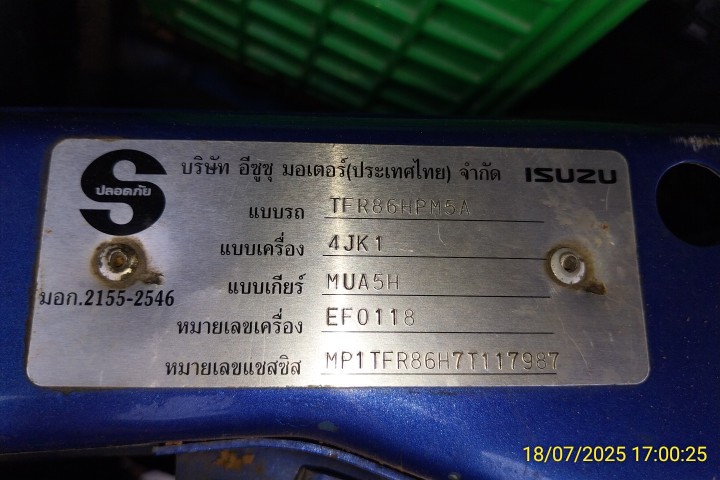 บริษัท อีซูซุ มอเตอร์(ประเทศไทย) จำกัด ISUZU
ปลอดภัย
แบบรถ TFR86HPM5A
แบบเครื่อง 4JK1
แบบเกียร์ MUA5H
มอก.2155-2546
หมายเลขเครื่อง EF0118
หมายเลขแชสซิส MP1TFR86H7T117987
18/07/2025 17:00:25